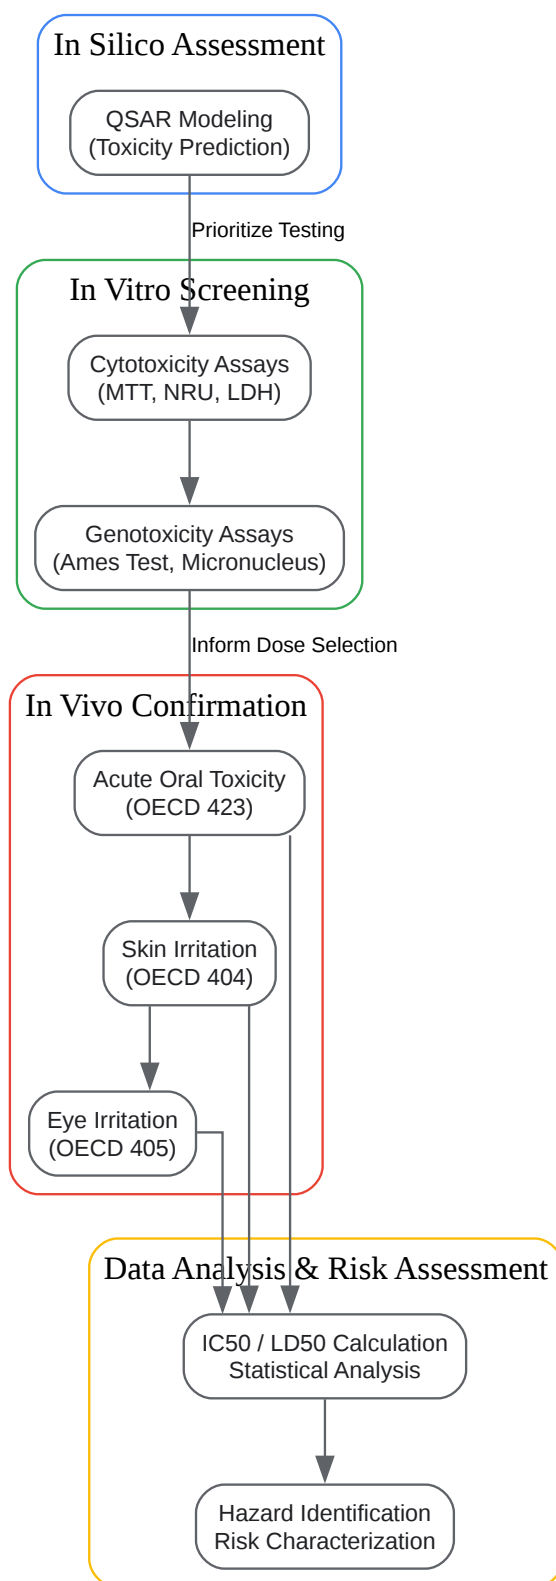 In Silico Assessment
QSAR Modeling
(Toxicity Prediction)
Prioritize Testing
In Vitro Screening
Cytotoxicity Assays
(MTT, NRU, LDH)
Genotoxicity Assays
(Ames Test, Micronucleus)
Inform Dose Selection
In Vivo Confirmation
Acute Oral Toxicity
(OECD 423)
Skin Irritation
(OECD 404)
Eye Irritation
(OECD 405)
Data Analysis & Risk Assessment
IC50 / LD50 Calculation
Statistical Analysis
Hazard Identification
Risk Characterization